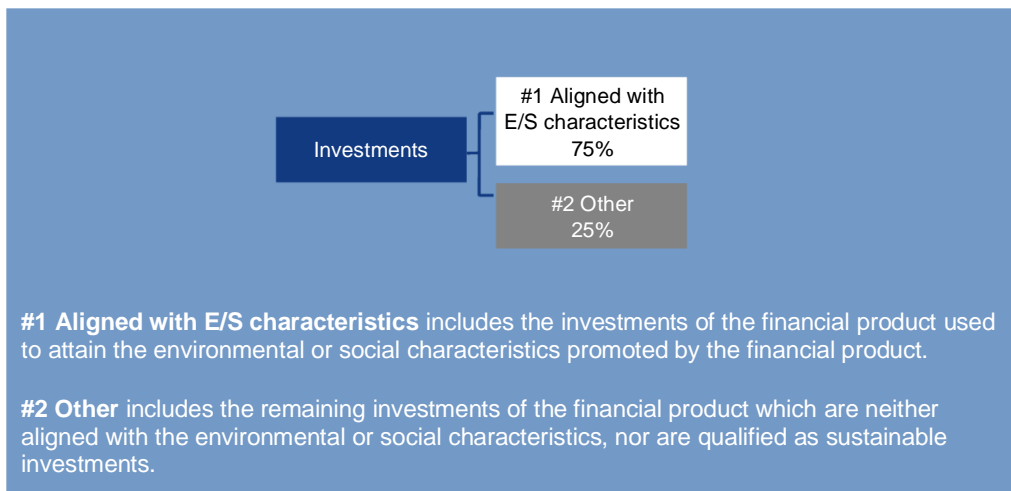 #1 Aligned with
E/S characteristics
75%
Investments
#2 Other
25%
#1 Aligned with E/S characteristics includes the investments of the financial product used
to attain the environmental or social characteristics promoted by the financial product.
#2 Other includes the remaining investments of the financial product which are neither
aligned with the environmental or social characteristics, nor are qualified as sustainable
investments.